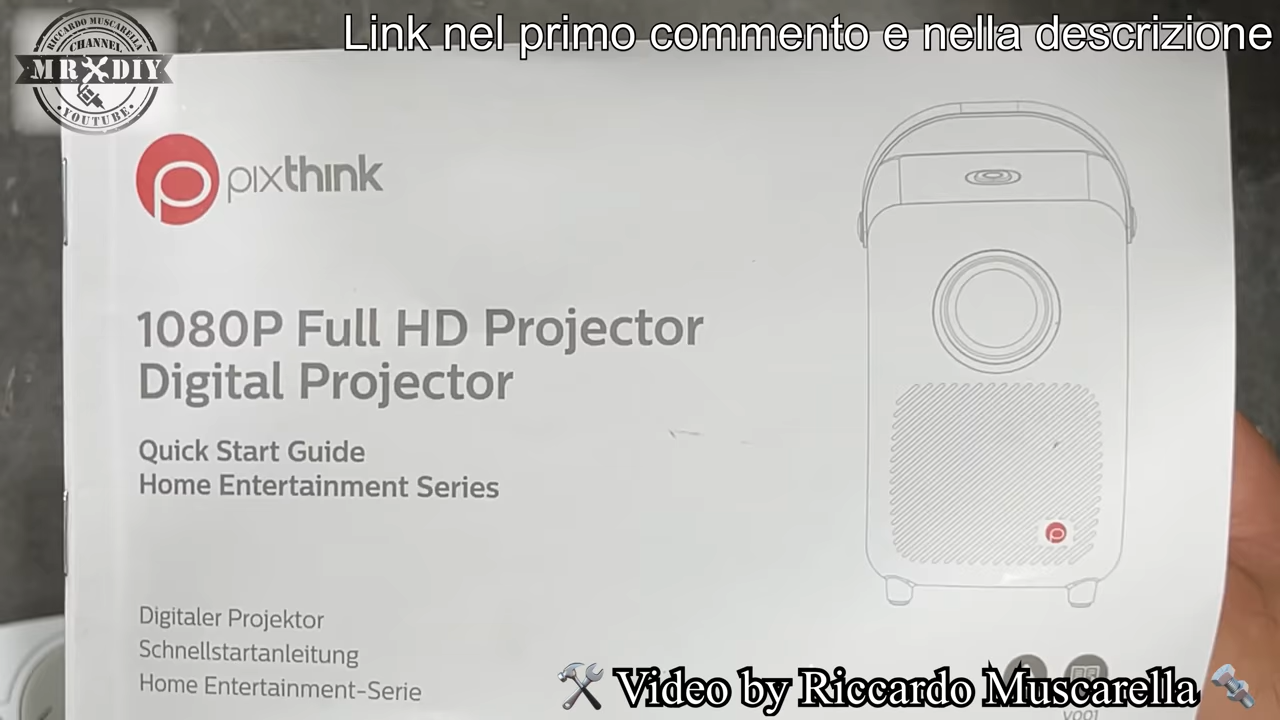 Link nel primo commento e nella descrizione
RICCARDO MUSCARELLA
CHANNEL
MR DIY
YOUTUBE
pixthink
1080P Full HD Projector
Digital Projector
Quick Start Guide
Home Entertainment Series
Digitaler Projektor
Schnellstartanleitung
Home Entertainment-Serie
Video by Riccardo Muscarella
V001